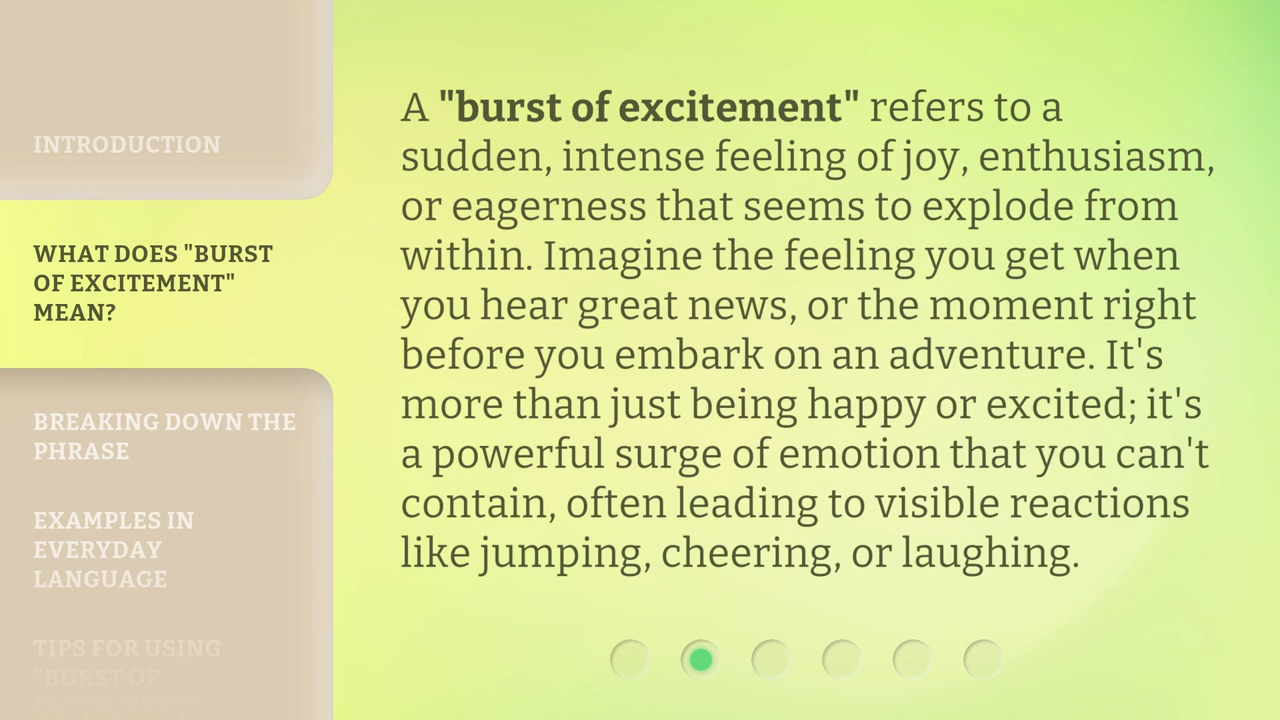 INTRODUCTION
WHAT DOES "BURST
OF EXCITEMENT"
MEAN?
BREAKING DOWN THE
PHRASE
EXAMPLES IN
EVERYDAY
LANGUAGE
TIPS FOR USING
"BURST OF
EXCITEMENT"
A "burst of excitement" refers to a
sudden, intense feeling of joy, enthusiasm,
or eagerness that seems to explode from
within. Imagine the feeling you get when
you hear great news, or the moment right
before you embark on an adventure. It's
more than just being happy or excited; it's
a powerful surge of emotion that you can't
contain, often leading to visible reactions
like jumping, cheering, or laughing.